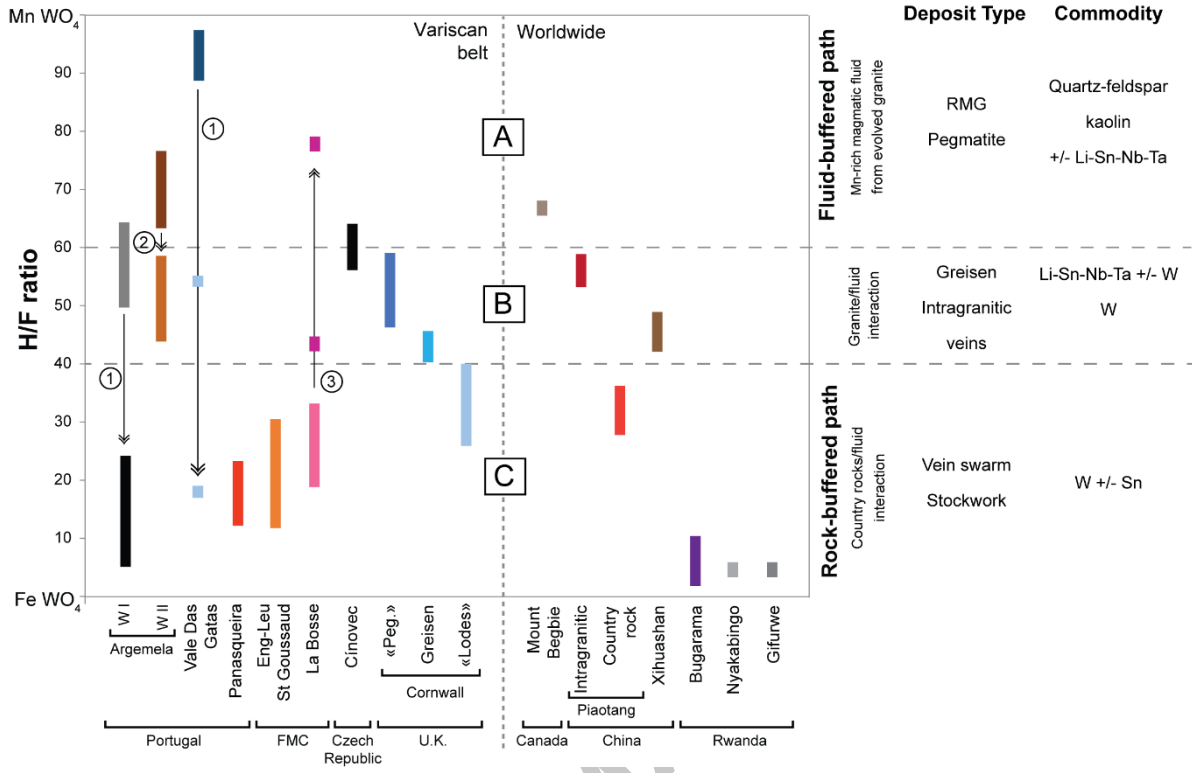 Mn WO4
90
80
70
60
50
40
30
20
10
Fe WO4
H/F ratio
Variscan
belt
Worldwide
A
B
C
1
2
1
3
W I
W II
Argemela
Vale Das
Gatas
Panasqueira
Eng-Leu
St Goussaud
La Bosse
Cinovec
«Peg.»
Greisen
«Lodes»
Cornwall
Mount
Begbie
Intragranitic
Country
rock
Piaotang
Xihuashan
Bugarama
Nyakabingo
Gifurwe
Portugal
FMC
Czech
Republic
U.K.
Canada
China
Rwanda
Deposit Type
Commodity
Fluid-buffered path
Mn-rich magmatic fluid
from evolved granite
RMG
Pegmatite
Quartz-feldspar
kaolin
+/- Li-Sn-Nb-Ta
Granite/fluid
interaction
Greisen
Intragranitic
veins
Li-Sn-Nb-Ta +/- W
W
Rock-buffered path
Country rocks/fluid
interaction
Vein swarm
Stockwork
W +/- Sn